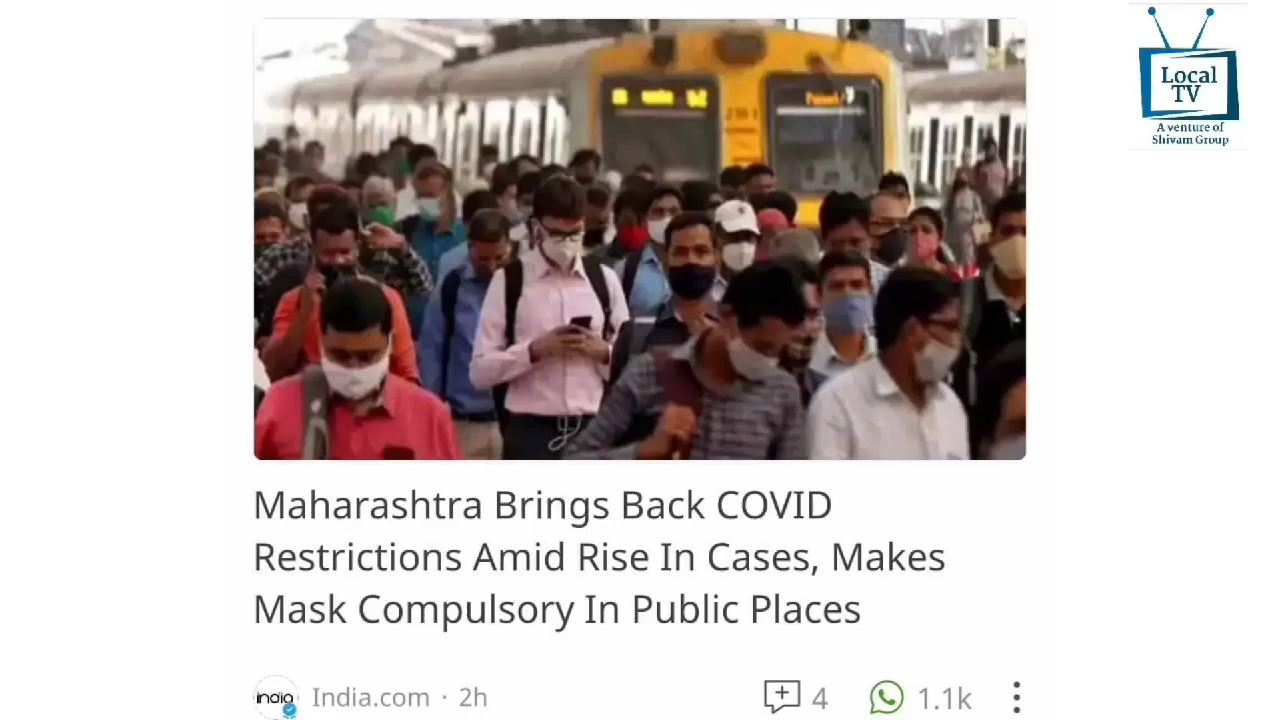 Local
TV
A venture of
Shivam Group
Maharashtra Brings Back COVID
Restrictions Amid Rise In Cases, Makes
Mask Compulsory In Public Places
india
India.com · 2h
4
1.1k